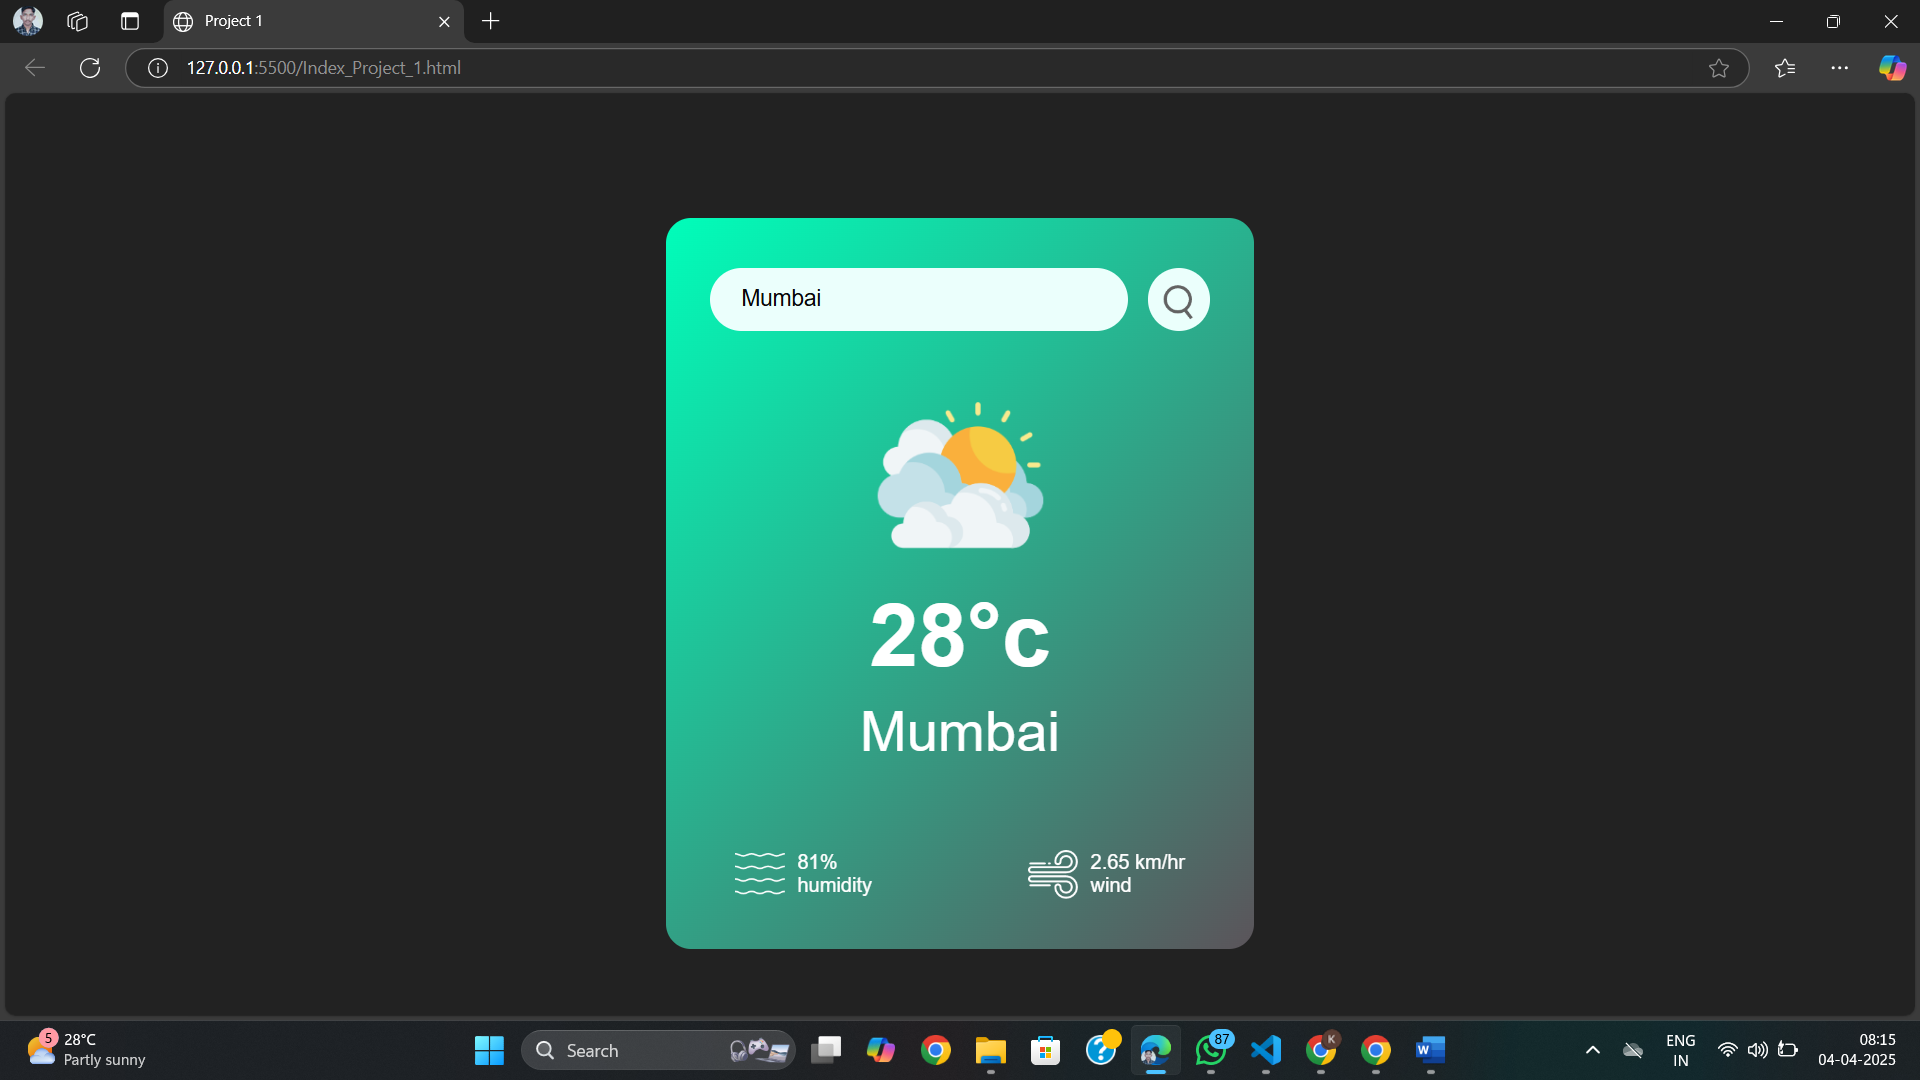 Project 1
127.0.0.1:5500/Index_Project_1.html
Mumbai
28°c
Mumbai
81%
humidity
2.65 km/hr
wind
5
28°C
Partly sunny
Search
87
K
W
ENG
IN
08:15
04-04-2025